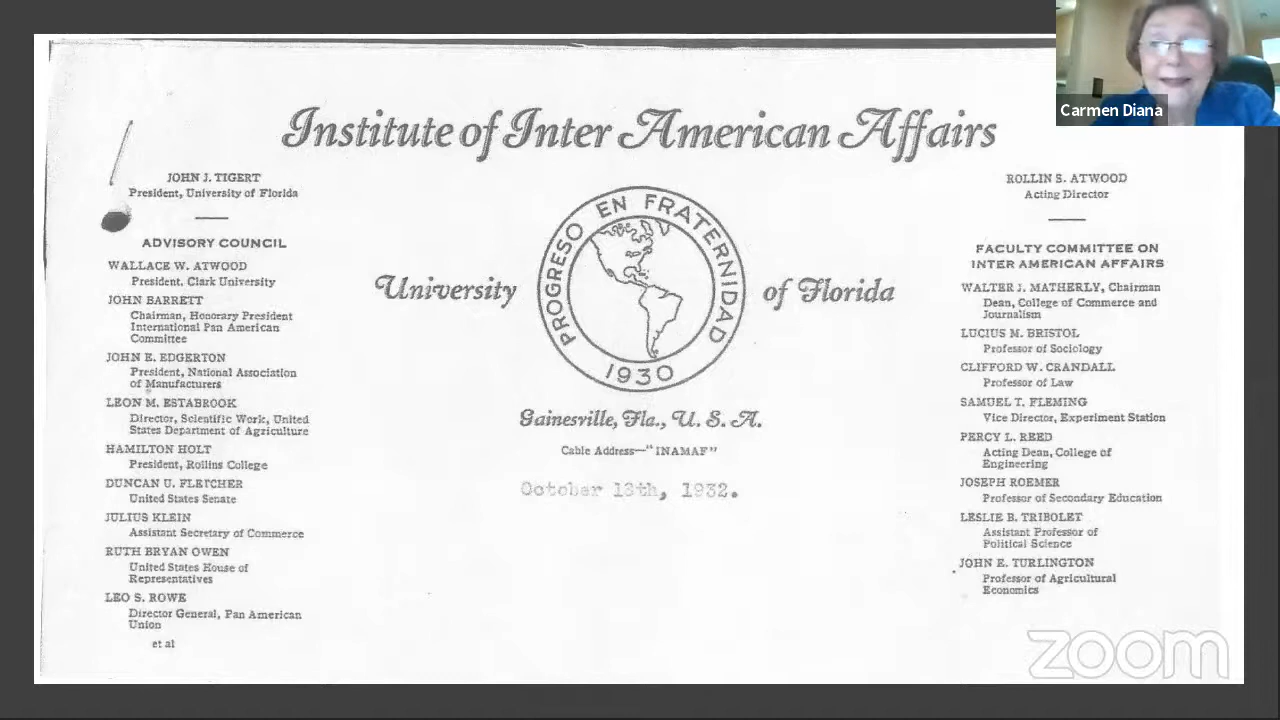 Carmen Diana
Institute of Inter American Affairs
JOHN J. TIGERT
President, University of Florida
ADVISORY COUNCIL
WALLACE W. ATWOOD
President, Clark University
JOHN BARRETT
Chairman, Honorary President
International Pan American
Committee
JOHN E. EDGERTON
President, National Association
of Manufacturers
LEON M. ESTABROOK
Director, Scientific Work, United
States Department of Agriculture
HAMILTON HOLT
President, Rollins College
DUNCAN U. FLETCHER
United States Senate
JULIUS KLEIN
Assistant Secretary of Commerce
RUTH BRYAN OWEN
United States House of
Representatives
LEO S. ROWE
Director General, Pan American
Union
et al
University
PROGRESO EN FRATERNIDAD
1930
of Florida
Gainesville, Fla., U. S. A.
Cable Address—"INAMAF"
October 13th, 1932.
ROLLIN S. ATWOOD
Acting Director
FACULTY COMMITTEE ON
INTER AMERICAN AFFAIRS
WALTER J. MATHERLY, Chairman
Dean, College of Commerce and
Journalism
LUCIUS M. BRISTOL
Professor of Sociology
CLIFFORD W. CRANDALL
Professor of Law
SAMUEL T. FLEMING
Vice Director, Experiment Station
PERCY L. REED
Acting Dean, College of
Engineering
JOSEPH ROEMER
Professor of Secondary Education
LESLIE B. TRIBOLET
Assistant Professor of
Political Science
JOHN E. TURLINGTON
Professor of Agricultural
Economics
zoom